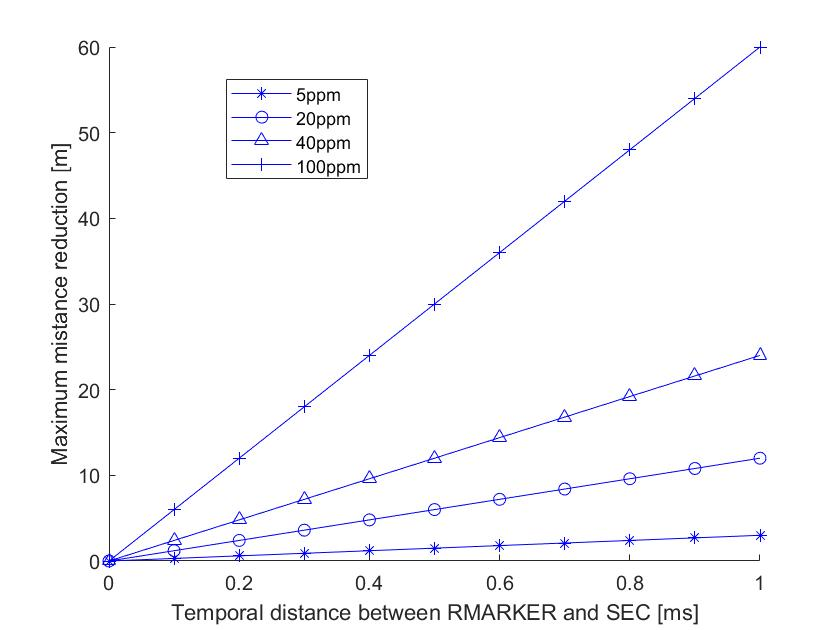 60
50
40
30
20
10
0
Maximum mistance reduction [m]
5ppm
20ppm
40ppm
100ppm
0 0.2 0.4 0.6 0.8 1
Temporal distance between RMARKER and SEC [ms]